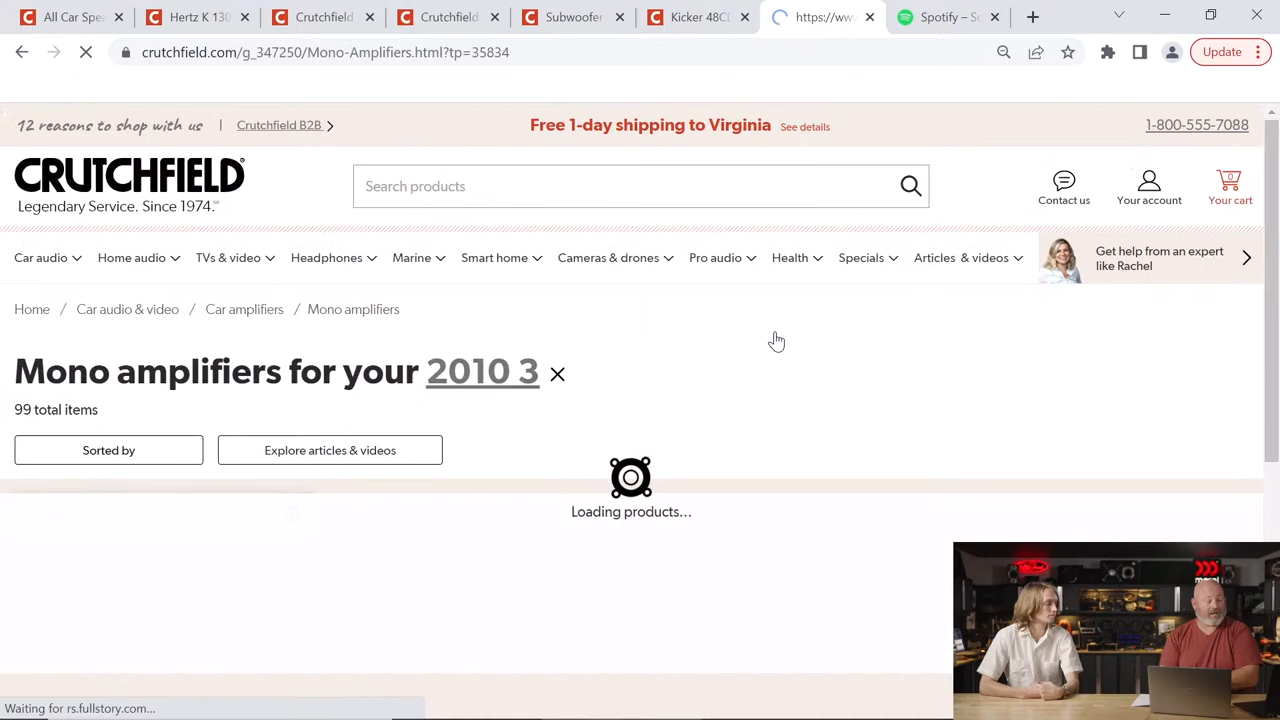 All Car Spea
Hertz K 130
Crutchfield
Crutchfield
Subwoofer
Kicker 48CD
https://ww
Spotify – S
crutchfield.com/g_347250/Mono-Amplifiers.html?tp=35834
Update
12 reasons to shop with us | Crutchfield B2B
Free 1-day shipping to Virginia See details
1-800-555-7088
CRUTCHFIELD
Legendary Service. Since 1974.
Search products
Contact us
Your account
0
Your cart
Car audio
Home audio
TVs & video
Headphones
Marine
Smart home
Cameras & drones
Pro audio
Health
Specials
Articles & videos
Get help from an expert
like Rachel
Home / Car audio & video / Car amplifiers / Mono amplifiers
Mono amplifiers for your 2010 3
99 total items
Sorted by
Explore articles & videos
Loading products...
Waiting for rs.fullstory.com...